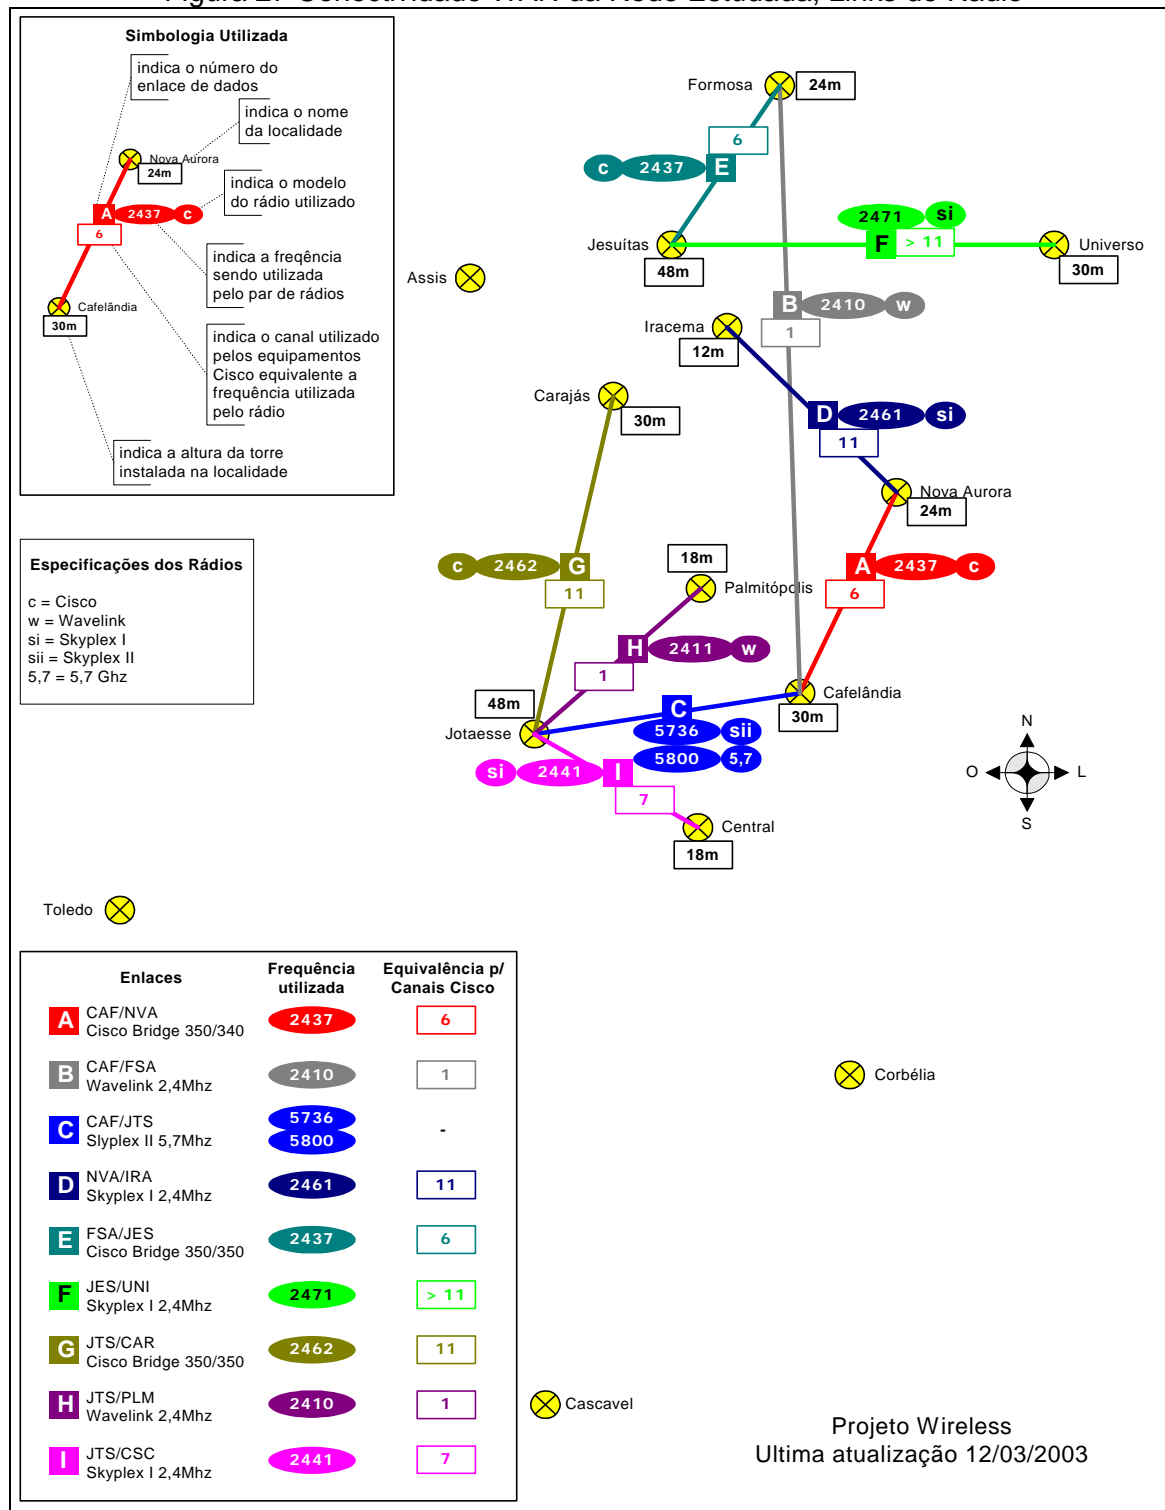 Simbologia Utilizada
indica o número do
enlace de dados
indica o nome
da localidade
Nova Aurora
24m
indica o modelo
do rádio utilizado
A 2437 c
6
indica a freqência
sendo utilizada
pelo par de rádios
Cafelândia
30m
indica o canal utilizado
pelos equipamentos
Cisco equivalente a
frequência utilizada
pelo rádio
indica a altura da torre
instalada na localidade
Formosa 24m
6
c 2437 E
2471 si
Jesuítas F > 11 Universo
48m 30m
Assis
B 2410 w
1
Iracema
12m
Carajás
30m
D 2461 si
11
Nova Aurora
24m
c 2462 G
11
18m
Palmitópolis
A 2437 c
6
H 2411 w
1
48m
Jotaesse
Cafelândia
30m
C
5736 sii
5800 5,7
si 2441 I
7
Central
18m
N
O L
S
Especificações dos Rádios
c = Cisco
w = Wavelink
si = Skyplex I
sii = Skyplex II
5,7 = 5,7 Ghz
Toledo
Corbélia
Cascavel
Enlaces Frequência utilizada Equivalência p/ Canais Cisco
A CAF/NVA 2437 6
Cisco Bridge 350/340
B CAF/FSA 2410 1
Wavelink 2,4Mhz
C CAF/JTS 5736 -
Slyplex II 5,7Mhz 5800
D NVA/IRA 2461 11
Skyplex I 2,4Mhz
E FSA/JES 2437 6
Cisco Bridge 350/350
F JES/UNI 2471 > 11
Skyplex I 2,4Mhz
G JTS/CAR 2462 11
Cisco Bridge 350/350
H JTS/PLM 2410 1
Wavelink 2,4Mhz
I JTS/CSC 2441 7
Skyplex I 2,4Mhz
Projeto Wireless
Ultima atualização 12/03/2003